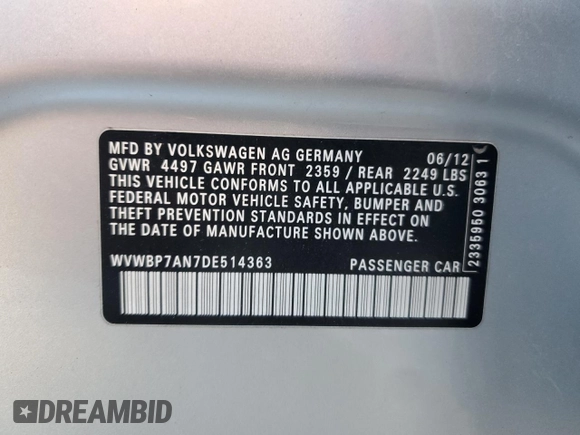 MFD BY VOLKSWAGEN AG GERMANY 06/12
GVWR 4497 GAWR FRONT 2359 / REAR 2249 LBS
THIS VEHICLE CONFORMS TO ALL APPLICABLE U.S.
FEDERAL MOTOR VEHICLE SAFETY, BUMPER AND
THEFT PREVENTION STANDARDS IN EFFECT ON
THE DATE OF MANUFACTURE SHOWN ABOVE.
WVWBP7AN7DE514363 PASSENGER CAR
2335950 3063 1
DREAMBID